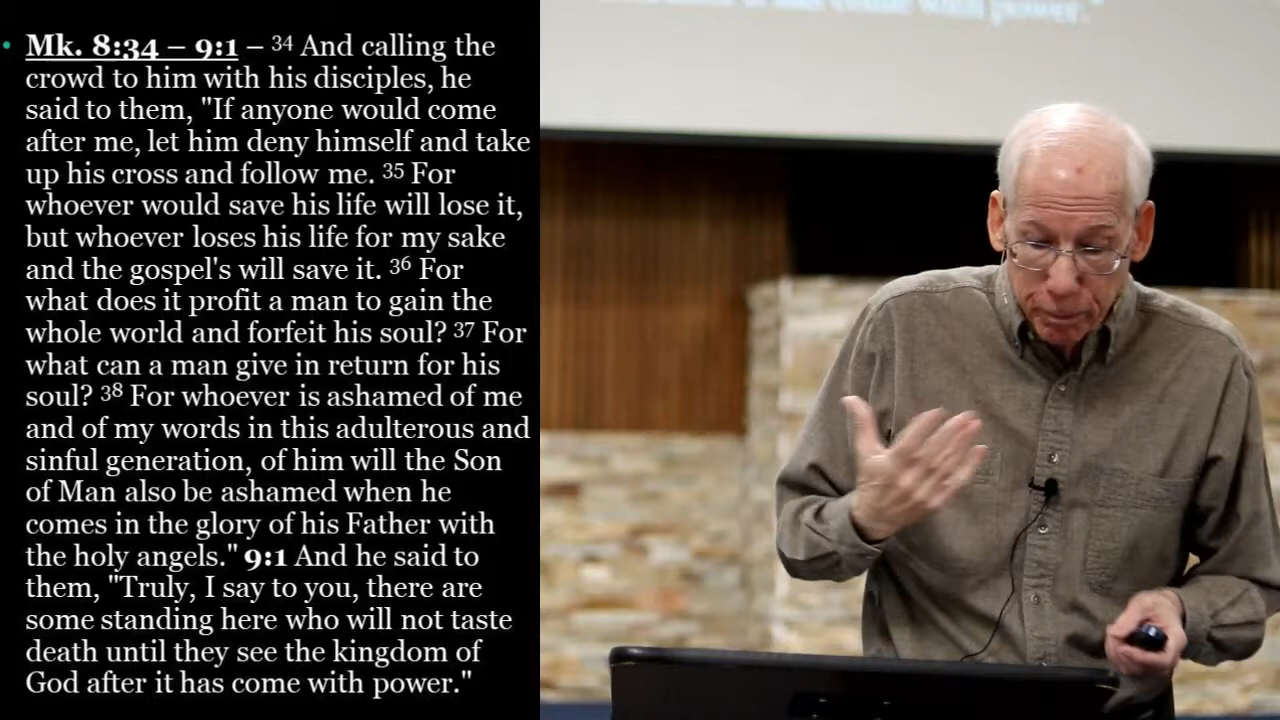 come with power."
• Mk. 8:34 – 9:1 – 34 And calling the
crowd to him with his disciples, he
said to them, "If anyone would come
after me, let him deny himself and take
up his cross and follow me. 35 For
whoever would save his life will lose it,
but whoever loses his life for my sake
and the gospel's will save it. 36 For
what does it profit a man to gain the
whole world and forfeit his soul? 37 For
what can a man give in return for his
soul? 38 For whoever is ashamed of me
and of my words in this adulterous and
sinful generation, of him will the Son
of Man also be ashamed when he
comes in the glory of his Father with
the holy angels." 9:1 And he said to
them, "Truly, I say to you, there are
some standing here who will not taste
death until they see the kingdom of
God after it has come with power."